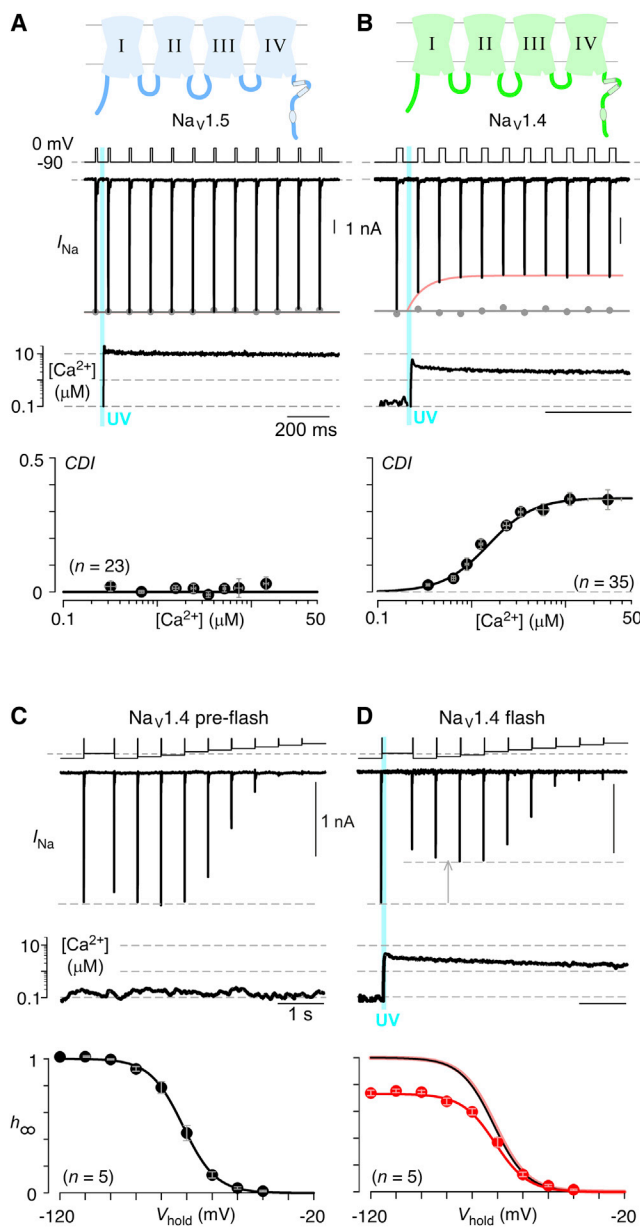 A
B
I II III IV
I II III IV
NaV1.5
NaV1.4
0 mV
-90
INa
1 nA
10
[Ca2+]
(μM)
0.1
UV
200 ms
UV
0.5
CDI
CDI
(n = 23)
(n = 35)
0
0.1 50
[Ca2+] (μM)
0.1 50
[Ca2+] (μM)
C
D
NaV1.4 pre-flash
NaV1.4 flash
INa
1 nA
[Ca2+]
10
(μM)
0.1
1 s
UV
1
h∞
(n = 5)
(n = 5)
0
-120 -20
Vhold (mV)
-120 -20
Vhold (mV)